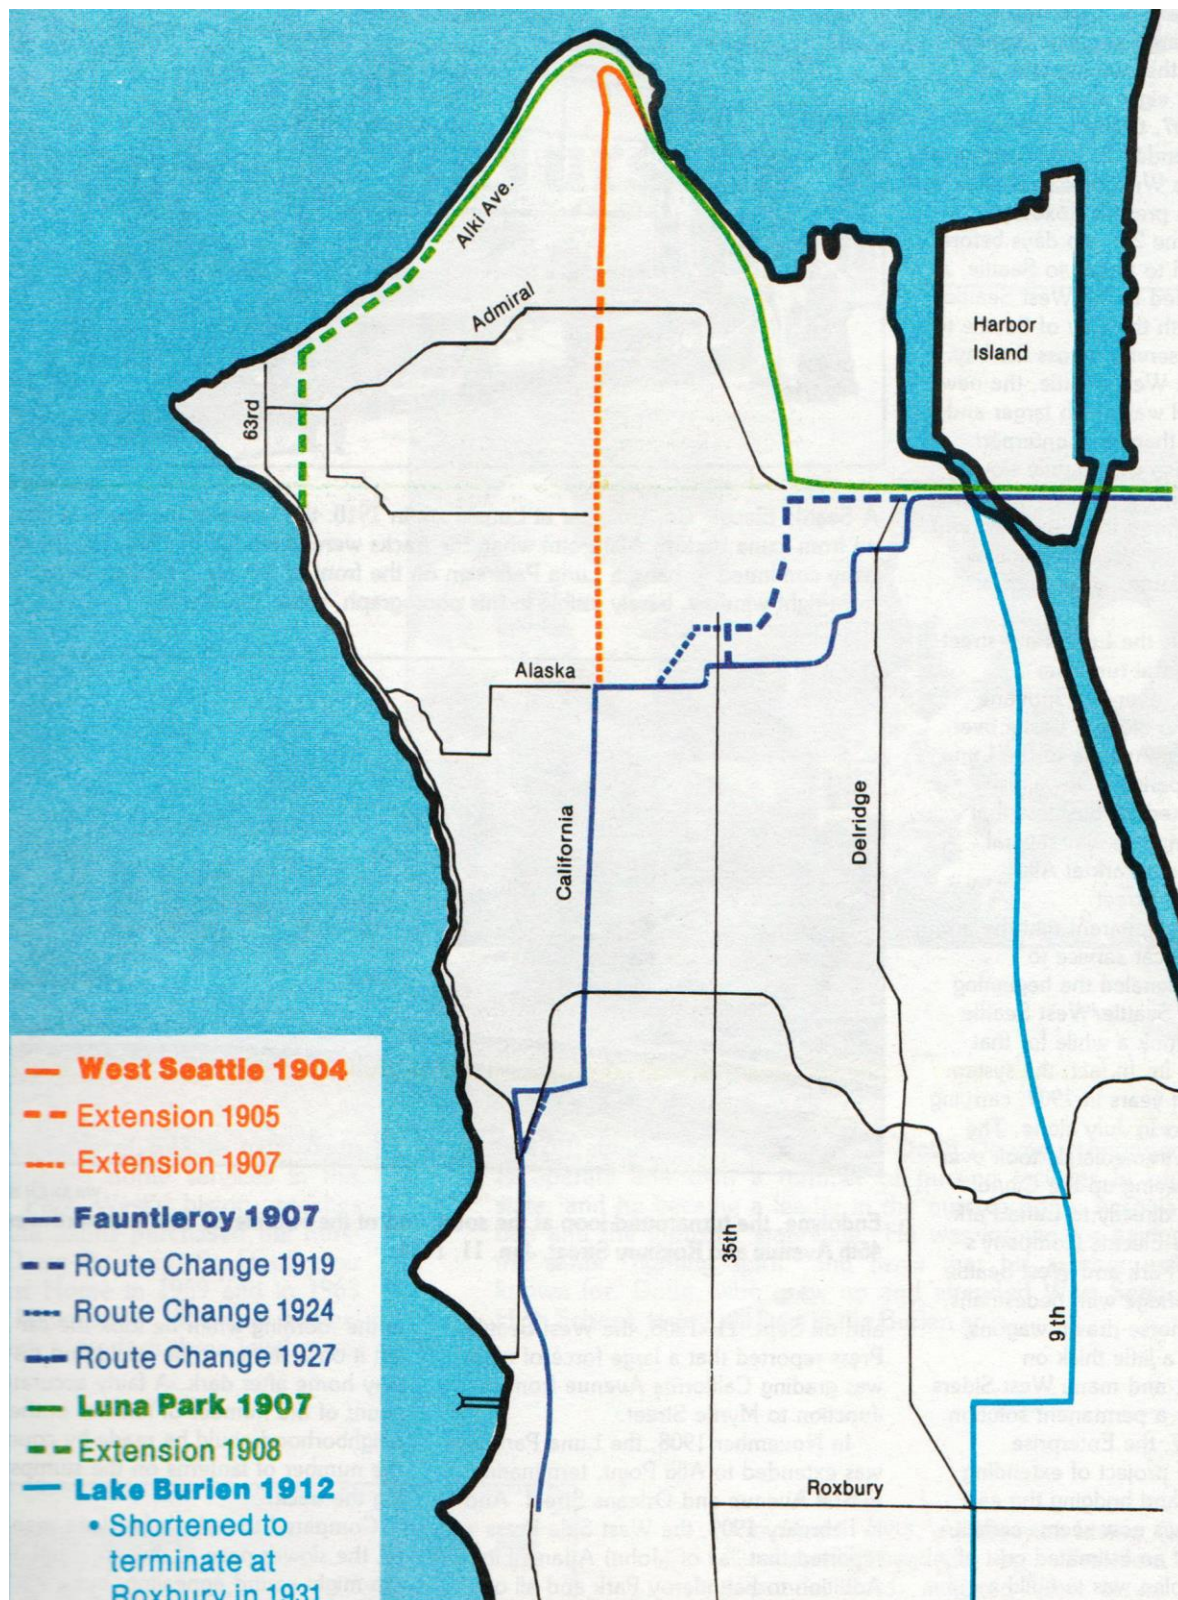 Alki Ave.
Admiral
Harbor
Island
63rd
Alaska
California
Delridge
35th
9th
Roxbury
West Seattle 1904
Extension 1905
Extension 1907
Fauntleroy 1907
Route Change 1919
Route Change 1924
Route Change 1927
Luna Park 1907
Extension 1908
Lake Burien 1912
• Shortened to
terminate at
Roxbury in 1931